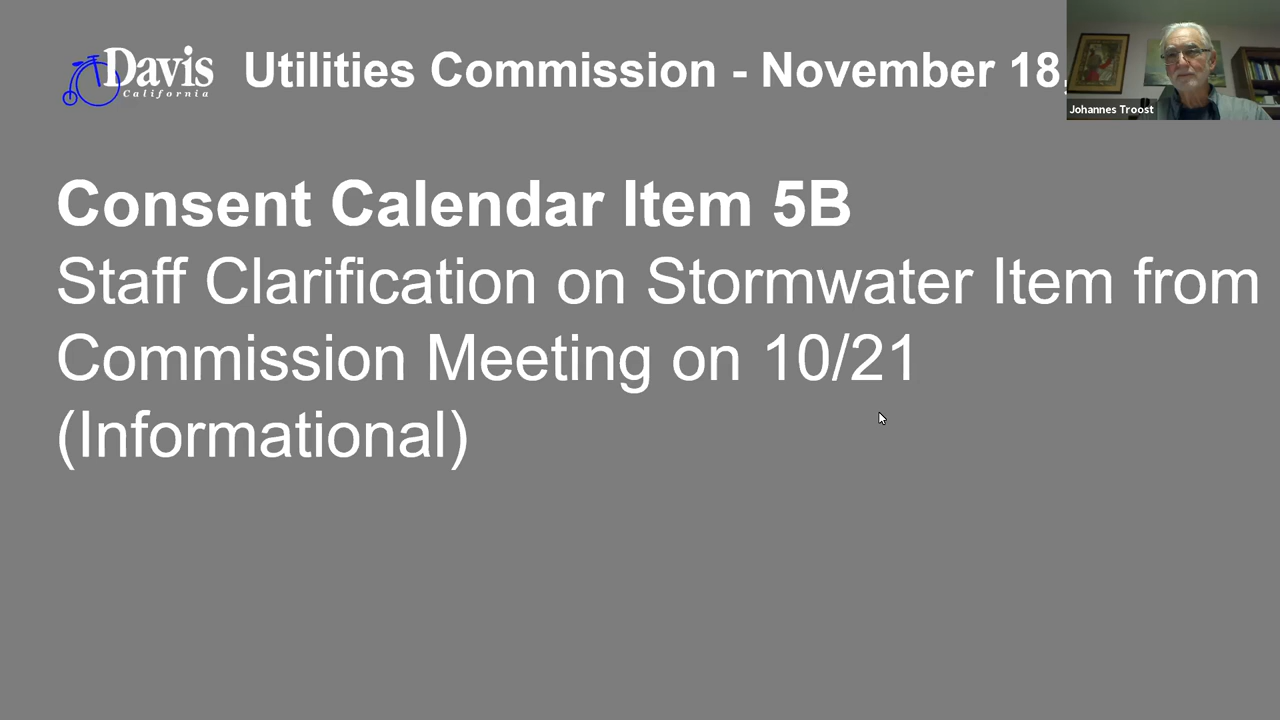 Davis
California
Utilities Commission - November 18,
Johannes Troost
Consent Calendar Item 5B
Staff Clarification on Stormwater Item from
Commission Meeting on 10/21
(Informational)